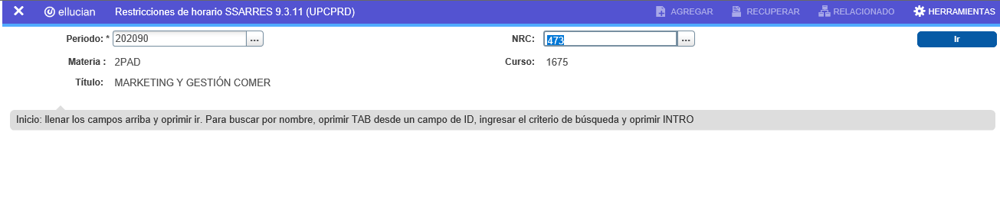 ✕ ellucian Restricciones de horario SSARRES 9.3.11 (UPCPRD) AGREGAR RECUPERAR RELACIONADO HERRAMIENTAS
Periodo: * 202090 ... NRC: 473 ... Ir
Materia : 2PAD Curso: 1675
Título: MARKETING Y GESTIÓN COMER
Inicio: llenar los campos arriba y oprimir ir. Para buscar por nombre, oprimir TAB desde un campo de ID, ingresar el criterio de búsqueda y oprimir INTRO